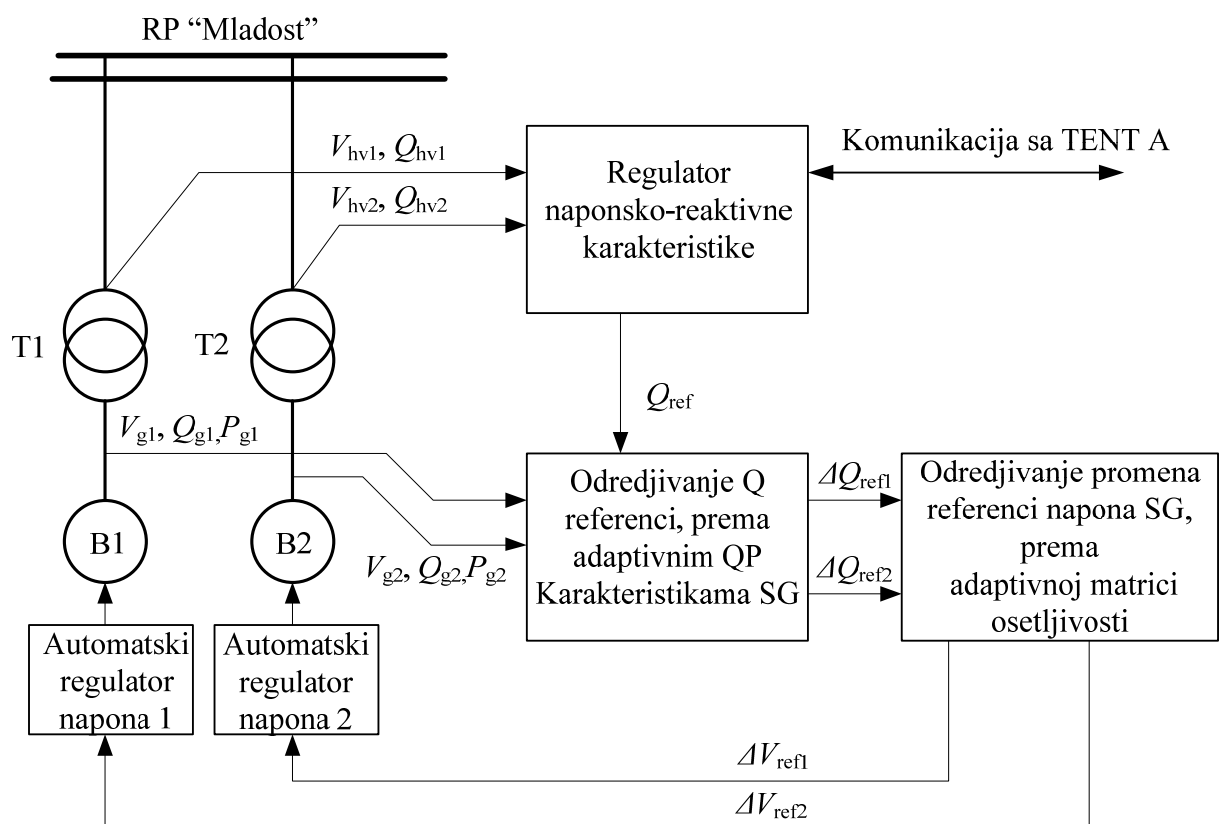 RP “Mladost”
Vhv1, Qhv1
Vhv2, Qhv2
Regulator
naponsko-reaktivne
karakteristike
Komunikacija sa TENT A
T1
T2
Qref
Vg1, Qg1,Pg1
Vg2, Qg2,Pg2
B1
B2
Odredjivanje Q
referenci, prema
adaptivnim QP
Karakteristikama SG
ΔQref1
ΔQref2
Odredjivanje promena
referenci napona SG,
prema
adaptivnoj matrici
osetljivosti
Automatski
regulator
napona 1
Automatski
regulator
napona 2
ΔVref1
ΔVref2